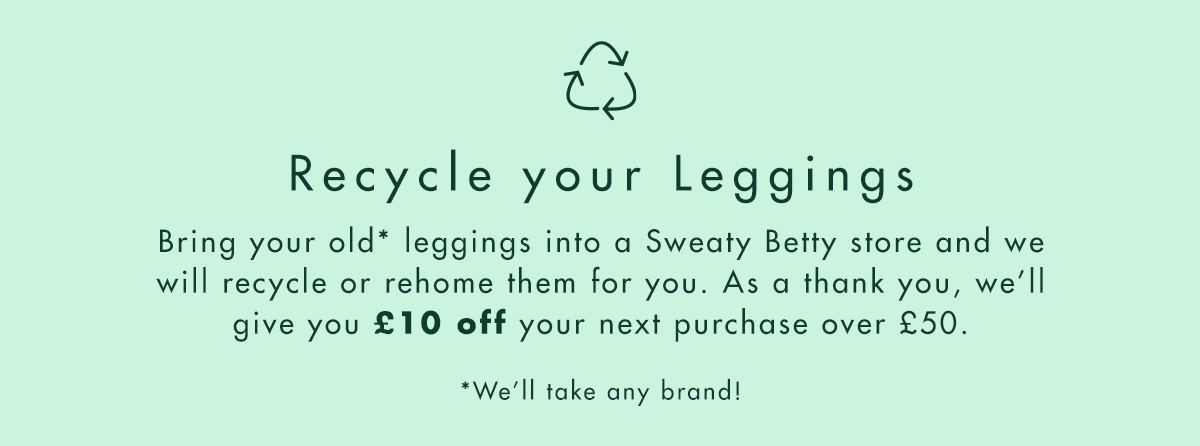 Recycle your Leggings
Bring your old* leggings into a Sweaty Betty store and we
will recycle or rehome them for you. As a thank you, we’ll
give you £10 off your next purchase over £50.
*We’ll take any brand!